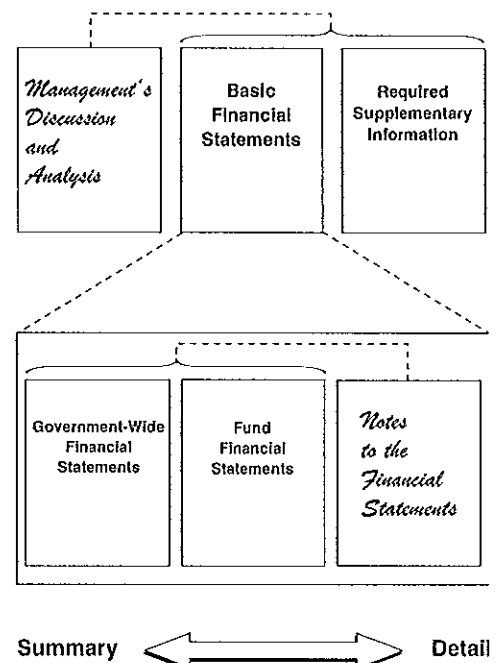 Management's
Discussion
and
Analysis
Basic
Financial
Statements
Required
Supplementary
Information
Government-Wide
Financial
Statements
Fund
Financial
Statements
Notes
to the
Financial
Statements
Summary
Detail